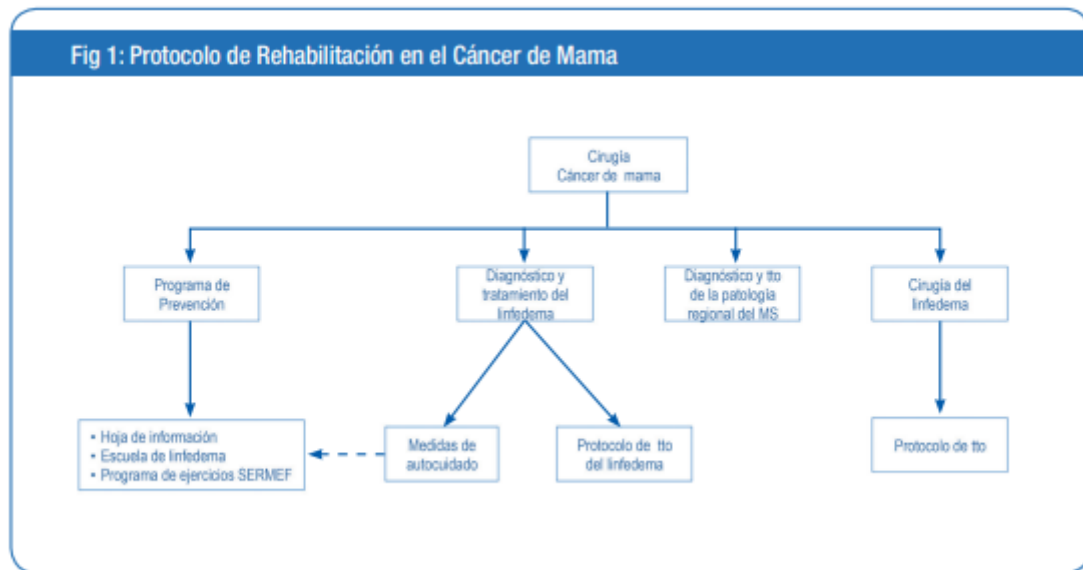 Fig 1: Protocolo de Rehabilitación en el Cáncer de Mama
Cirugía
Cáncer de mama
Programa de
Prevención
Diagnóstico y
tratamiento del
linfedema
Diagnóstico y tto
de la patología
regional del MS
Cirugía del
linfedema
▪ Hoja de información
▪ Escuela de linfedema
▪ Programa de ejercicios SERMEF
Medidas de
autocuidado
Protocolo de tto
del linfedema
Protocolo de tto